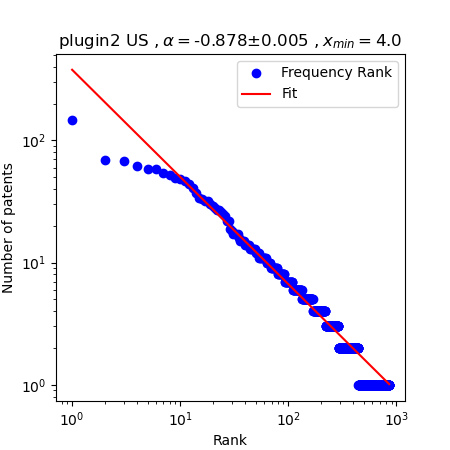 plugin2 US , α = -0.878±0.005 , xmin = 4.0
Frequency Rank
Fit
Number of patents
10²
10¹
10⁰
10⁰ 10¹ 10² 10³
Rank